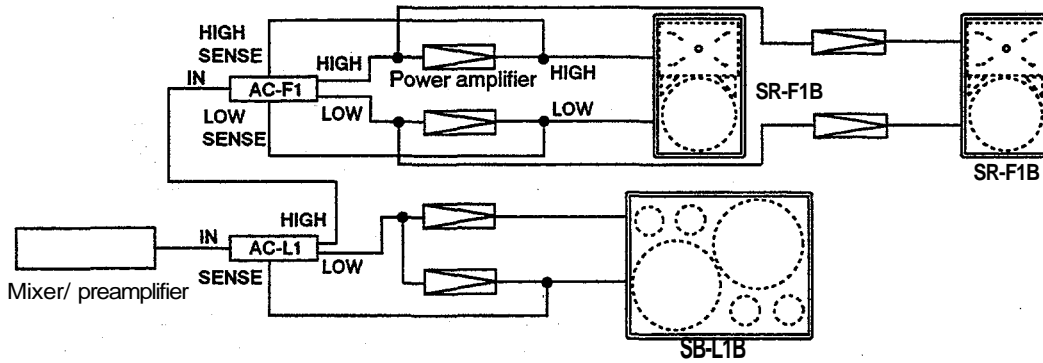 HIGH
SENSE
IN
AC-F1
HIGH
LOW
LOW
SENSE
Power amplifier
HIGH
LOW
SR-F1B
SR-F1B
Mixer/ preamplifier
IN
AC-L1
HIGH
LOW
SENSE
SB-L1B